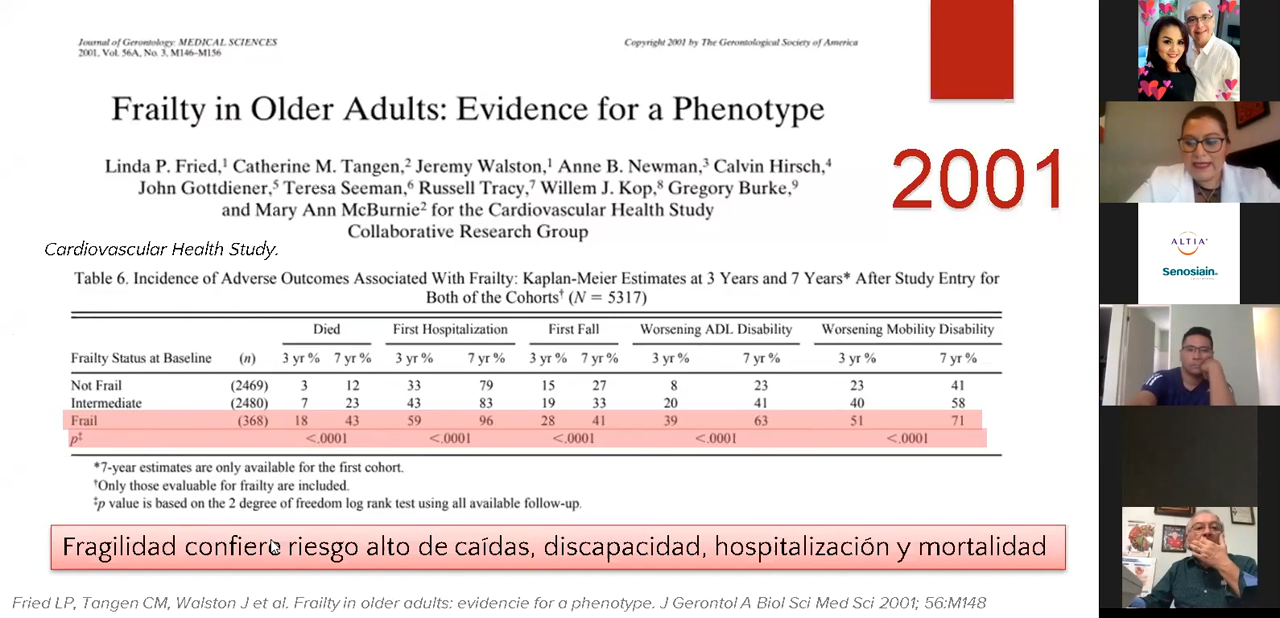 Journal of Gerontology: MEDICAL SCIENCES
2001, Vol. 56A, No. 3, M146–M156
Copyright 2001 by The Gerontological Society of America
Frailty in Older Adults: Evidence for a Phenotype
2001
Linda P. Fried,1 Catherine M. Tangen,2 Jeremy Walston,1 Anne B. Newman,3 Calvin Hirsch,4
John Gottdiener,5 Teresa Seeman,6 Russell Tracy,7 Willem J. Kop,8 Gregory Burke,9
and Mary Ann McBurnie2 for the Cardiovascular Health Study
Collaborative Research Group
Cardiovascular Health Study.
Table 6. Incidence of Adverse Outcomes Associated With Frailty: Kaplan-Meier Estimates at 3 Years and 7 Years* After Study Entry for
Both of the Cohorts† (N = 5317)
Died First Hospitalization First Fall Worsening ADL Disability Worsening Mobility Disability
Frailty Status at Baseline (n) 3 yr % 7 yr % 3 yr % 7 yr % 3 yr % 7 yr % 3 yr % 7 yr % 3 yr % 7 yr %
Not Frail (2469) 3 12 33 79 15 27 8 23 23 41
Intermediate (2480) 7 23 43 83 19 33 20 41 40 58
Frail (368) 18 43 59 96 28 41 39 63 51 71
p‡ <.0001 <.0001 <.0001 <.0001 <.0001
*7-year estimates are only available for the first cohort.
†Only those evaluable for frailty are included.
‡p value is based on the 2 degree of freedom log rank test using all available follow-up.
Fragilidad confiere riesgo alto de caídas, discapacidad, hospitalización y mortalidad
Fried LP, Tangen CM, Walston J et al. Frailty in older adults: evidencie for a phenotype. J Gerontol A Biol Sci Med Sci 2001; 56:M148
ALTIA
Senosiain